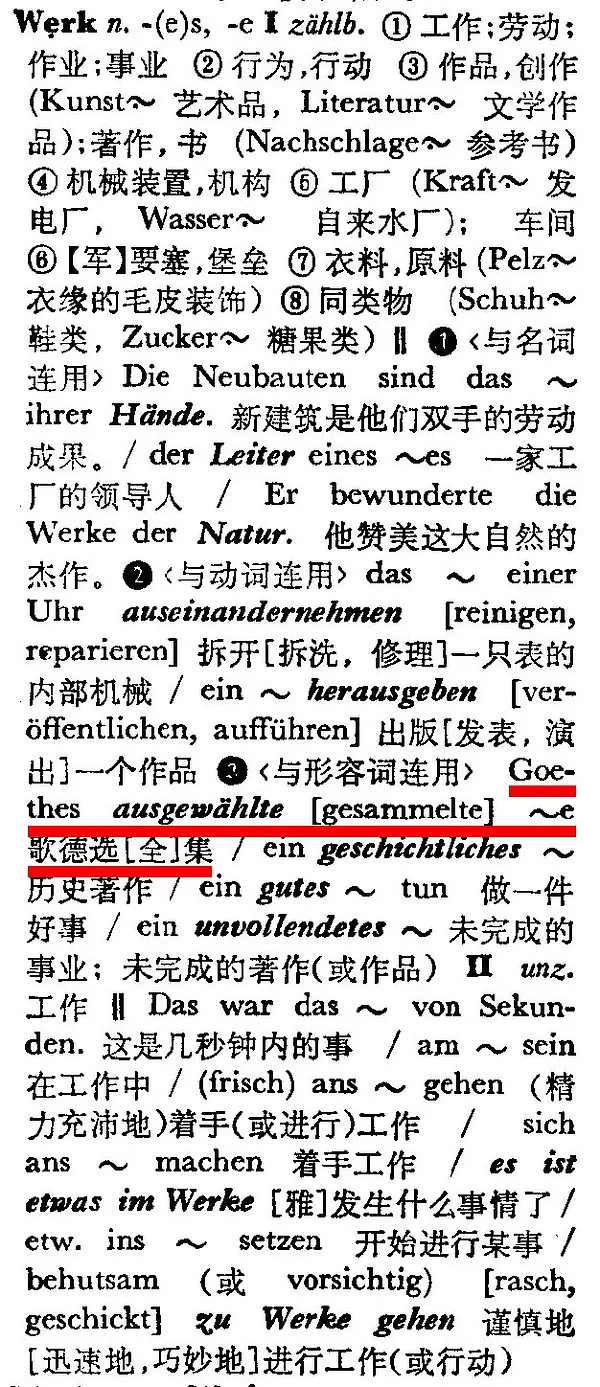 Werk n. -(e)s, -e I zählb. ① 工作;劳动;
作业;事业 ② 行为,行动 ③ 作品,创作
(Kunst～ 艺术品, Literatur～ 文学作
品);著作,书 (Nachschlage～ 参考书)
④ 机械装置,机构 ⑤ 工厂 (Kraft～ 发
电厂, Wasser～ 自来水厂); 车间
⑥【军】要塞,堡垒 ⑦ 衣料,原料 (Pelz～
衣缘的毛皮装饰) ⑧ 同类物 (Schuh～
鞋类, Zucker～ 糖果类) ‖ ❶ <与名词
连用> Die Neubauten sind das ～
ihrer Hände. 新建筑是他们双手的劳动
成果。/ der Leiter eines ～es 一家工
厂的领导人 / Er bewunderte die
Werke der Natur. 他赞美这大自然的
杰作。❷ <与动词连用> das ～ einer
Uhr auseinandernehmen [reinigen,
reparieren] 拆开[拆洗, 修理]一只表的
内部机械 / ein ～ herausgeben [ver-
öffentlichen, aufführen] 出版[发表, 演
出]一个作品 ❸ <与形容词连用> Goe-
thes ausgewählte [gesammelte] ～e
歌德选[全]集 / ein geschichtliches ～
历史著作 / ein gutes ～ tun 做一件
好事 / ein unvollendetes ～ 未完成的
事业; 未完成的著作(或作品) II unz.
工作 ‖ Das war das ～ von Sekun-
den. 这是几秒钟内的事 / am ～ sein
在工作中 / (frisch) ans ～ gehen (精
力充沛地)着手(或进行)工作 / sich
ans ～ machen 着手工作 / es ist
etwas im Werke [雅]发生什么事情了 /
etw. ins ～ setzen 开始进行某事 /
behutsam (或 vorsichtig) [rasch,
geschickt] zu Werke gehen 谨慎地
[迅速地,巧妙地]进行工作(或行动)